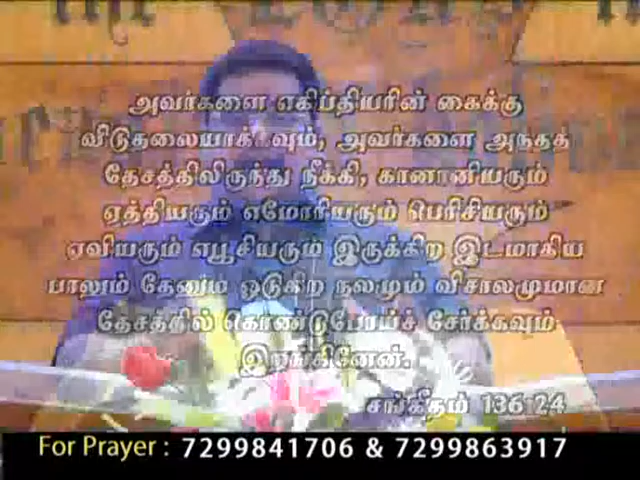 அவர்களை எகிப்தியரின் கைக்கு
விடுதலையாக்கவும், அவர்களை அந்தத்
தேசத்திலிருந்து நீக்கி, கானானியரும்
ஏத்தியரும் எமோரியரும் பெரிசியரும்
ஏவியரும் எபூசியரும் இருக்கிற இடமாகிய
பாலும் தேனும் ஓடுகிற நலமும் விசாலமுமான
தேசத்தில் கொண்டுபோய்ச் சேர்க்கவும்
இறங்கினேன்.
சங்கீதம் 136:24
For Prayer : 7299841706 & 7299863917